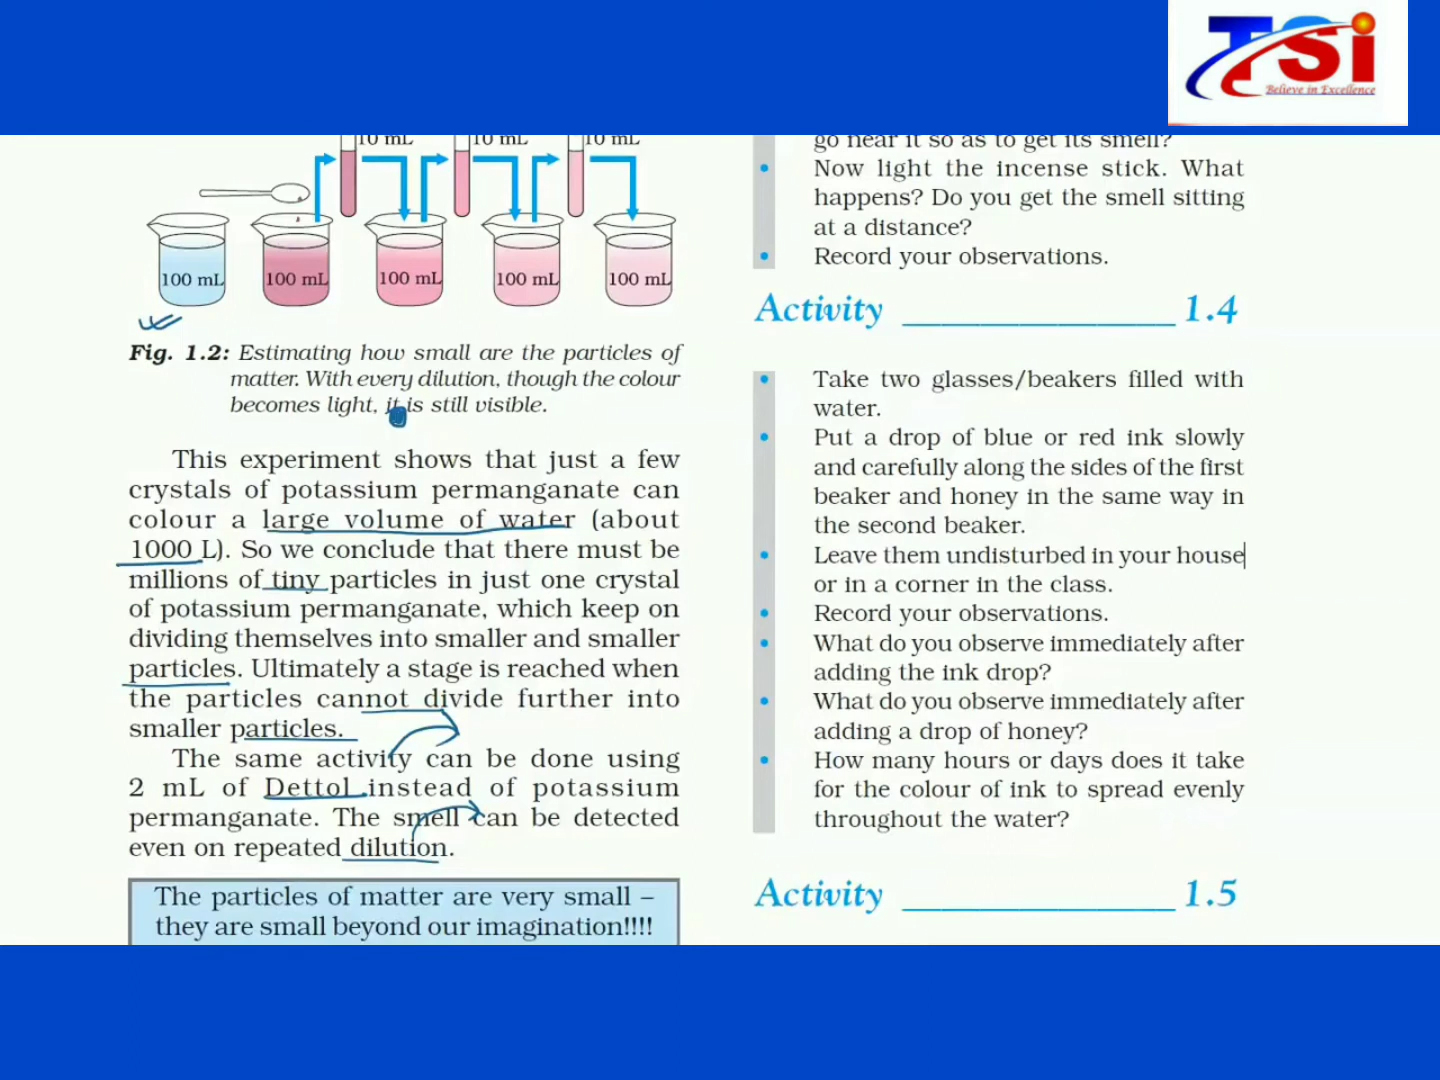 TSi
Believe in Excellence
10 mL 10 mL 10 mL
100 mL 100 mL 100 mL 100 mL 100 mL
Fig. 1.2: Estimating how small are the particles of
matter. With every dilution, though the colour
becomes light, it is still visible.
This experiment shows that just a few
crystals of potassium permanganate can
colour a large volume of water (about
1000 L). So we conclude that there must be
millions of tiny particles in just one crystal
of potassium permanganate, which keep on
dividing themselves into smaller and smaller
particles. Ultimately a stage is reached when
the particles cannot divide further into
smaller particles.
The same activity can be done using
2 mL of Dettol instead of potassium
permanganate. The smell can be detected
even on repeated dilution.
The particles of matter are very small –
they are small beyond our imagination!!!!
go near it so as to get its smell?
• Now light the incense stick. What
happens? Do you get the smell sitting
at a distance?
• Record your observations.
Activity ______________ 1.4
• Take two glasses/beakers filled with
water.
• Put a drop of blue or red ink slowly
and carefully along the sides of the first
beaker and honey in the same way in
the second beaker.
• Leave them undisturbed in your house
or in a corner in the class.
• Record your observations.
• What do you observe immediately after
adding the ink drop?
• What do you observe immediately after
adding a drop of honey?
• How many hours or days does it take
for the colour of ink to spread evenly
throughout the water?
Activity ______________ 1.5